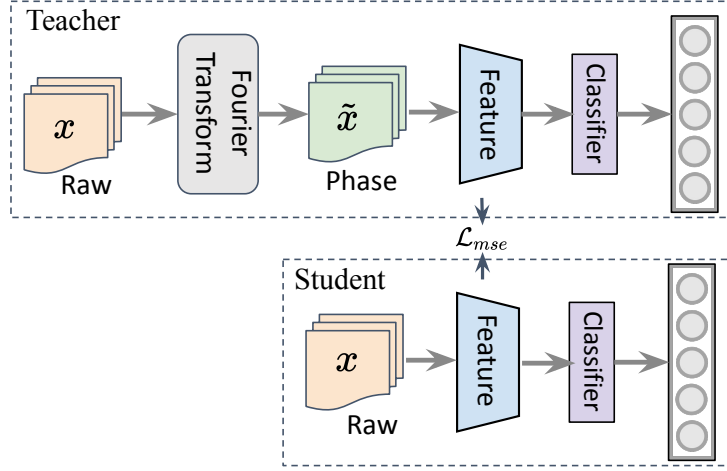 Teacher
x
Raw
Fourier
Transform
x̃
Phase
Feature
Classifier
ℒ_mse
Student
x
Raw
Feature
Classifier